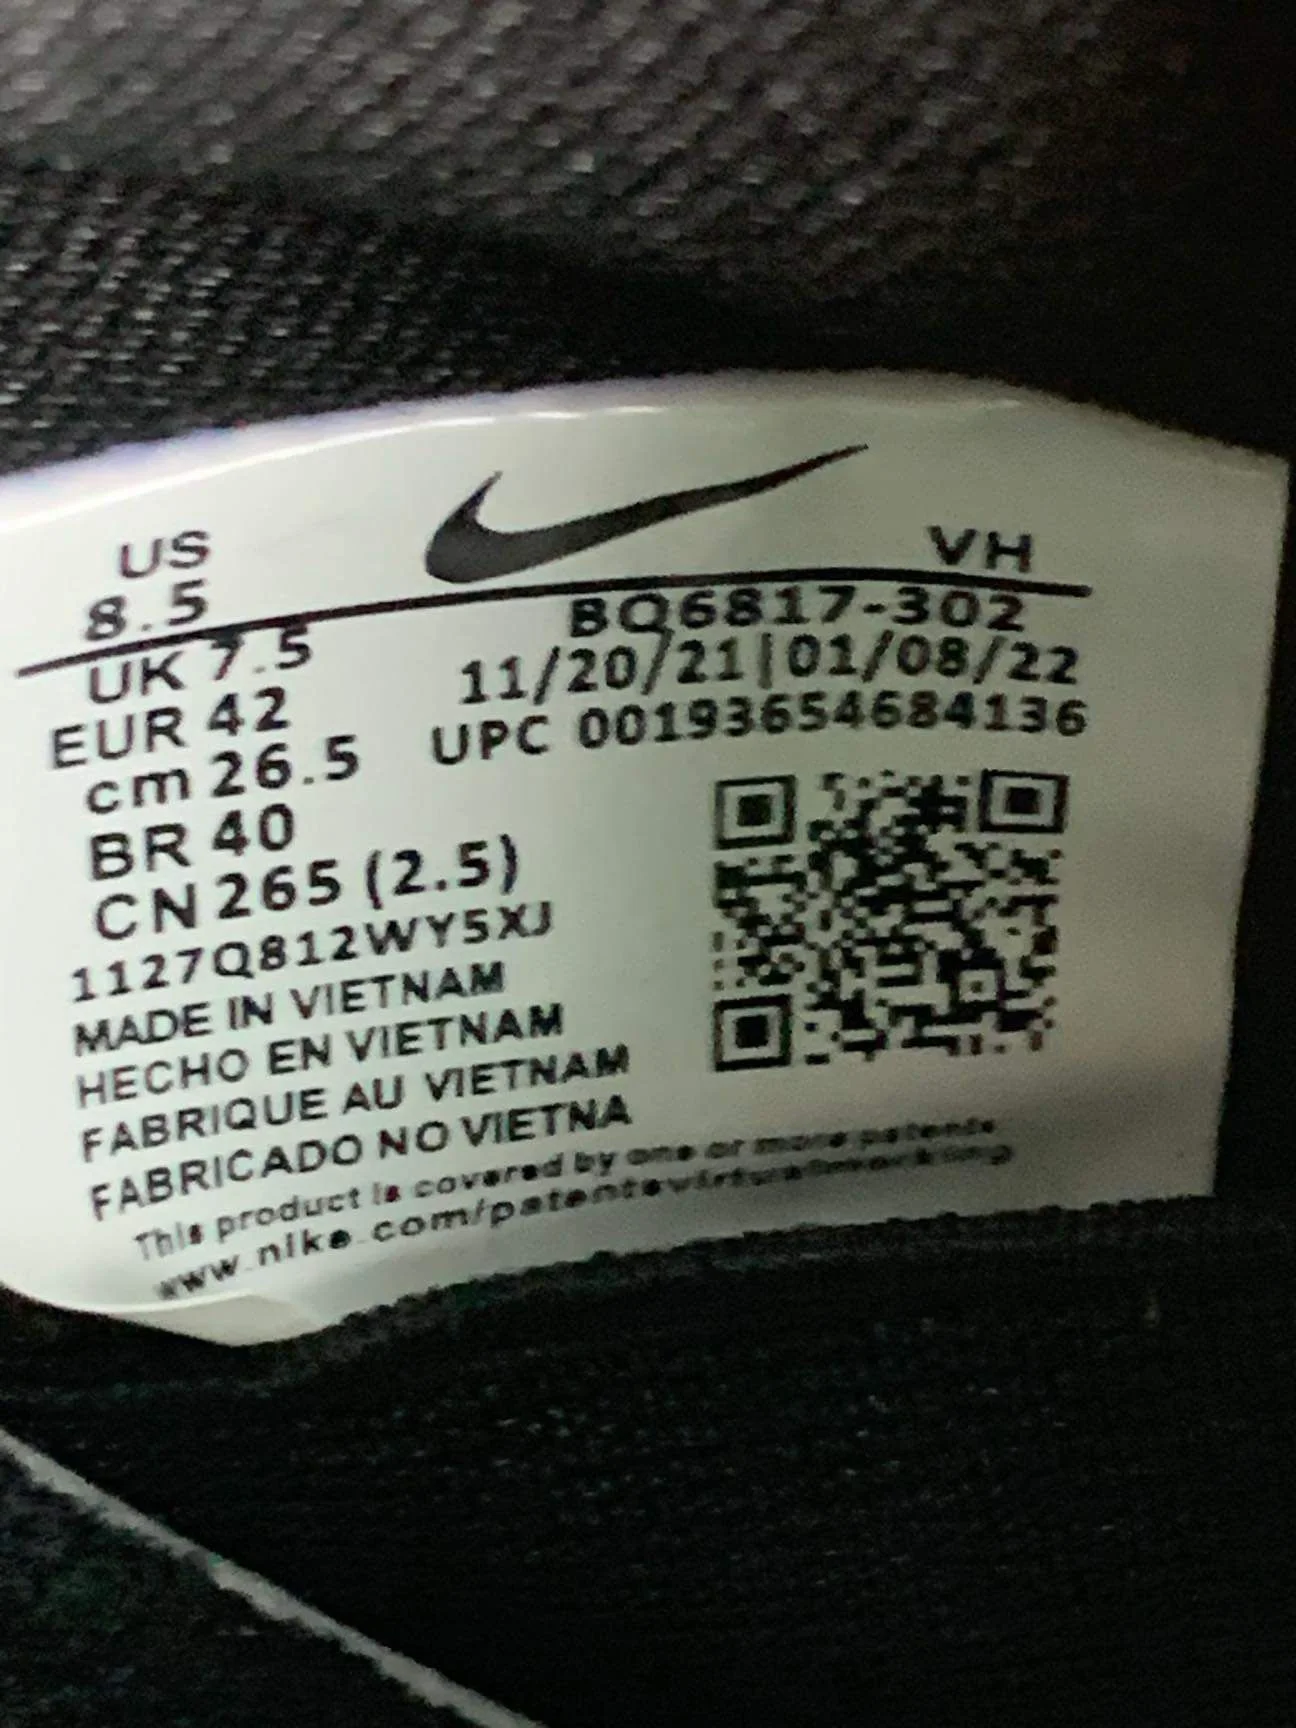 US
8.5
VH
UK 7.5
BQ6817-302
EUR 42
11/20/21|01/08/22
cm 26.5
UPC 00193654684136
BR 40
CN 265 (2.5)
1127Q812WY5XJ
MADE IN VIETNAM
HECHO EN VIETNAM
FABRIQUE AU VIETNAM
FABRICADO NO VIETNA
This product is covered by one or more patents
www.nike.com/patentsvirtualmarking